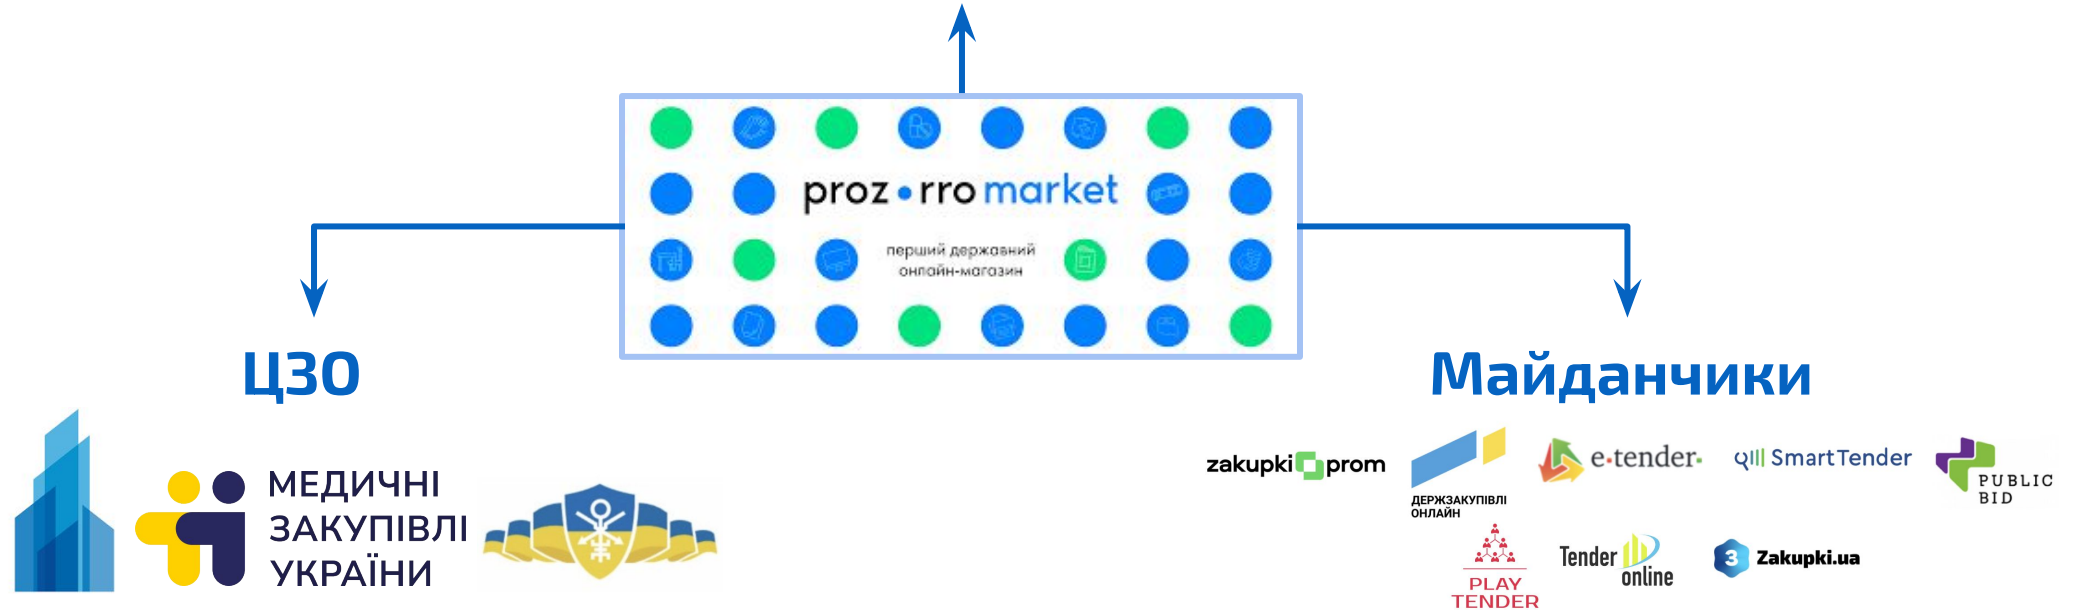 proz rro market
перший державний
онлайн-магазин
ЦЗО
МЕДИЧНІ
ЗАКУПІВЛІ
УКРАЇНИ
Майданчики
zakupki prom
ДЕРЖЗАКУПІВЛІ
ОНЛАЙН
e-tender
SmartTender
PUBLIC
BID
PLAY
TENDER
Tender
online
Zakupki.ua